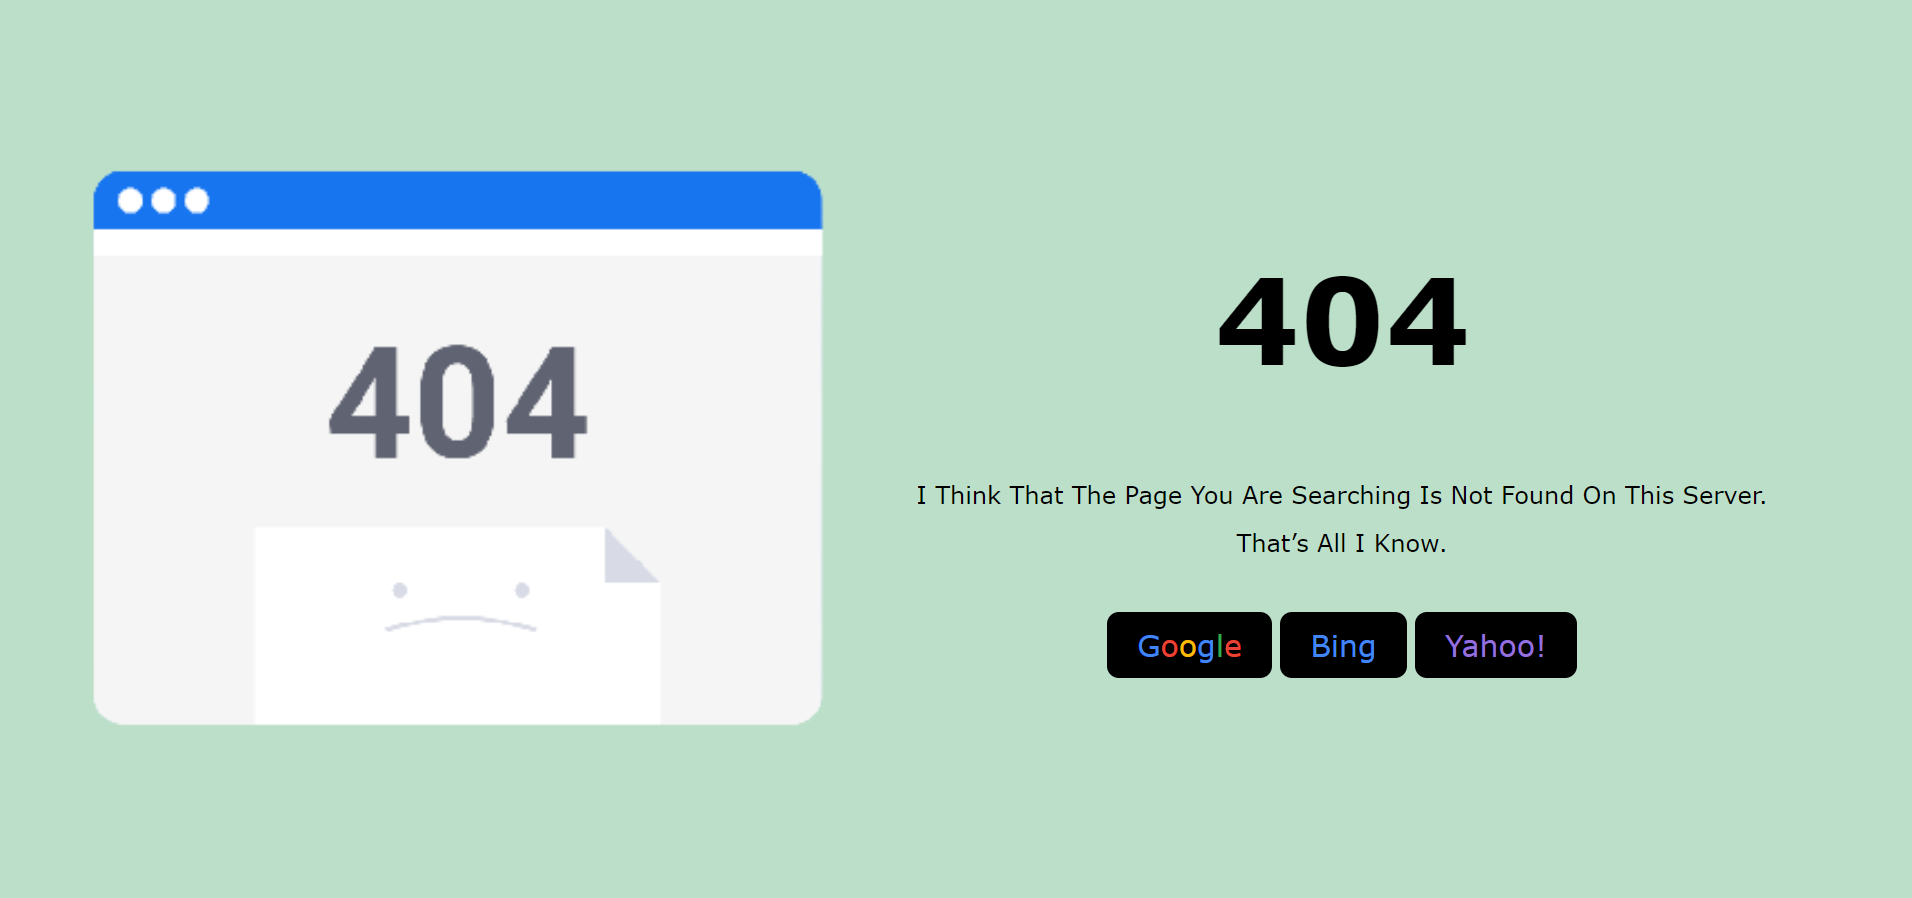 404
404
I Think That The Page You Are Searching Is Not Found On This Server.
That’s All I Know.
Google Bing Yahoo!